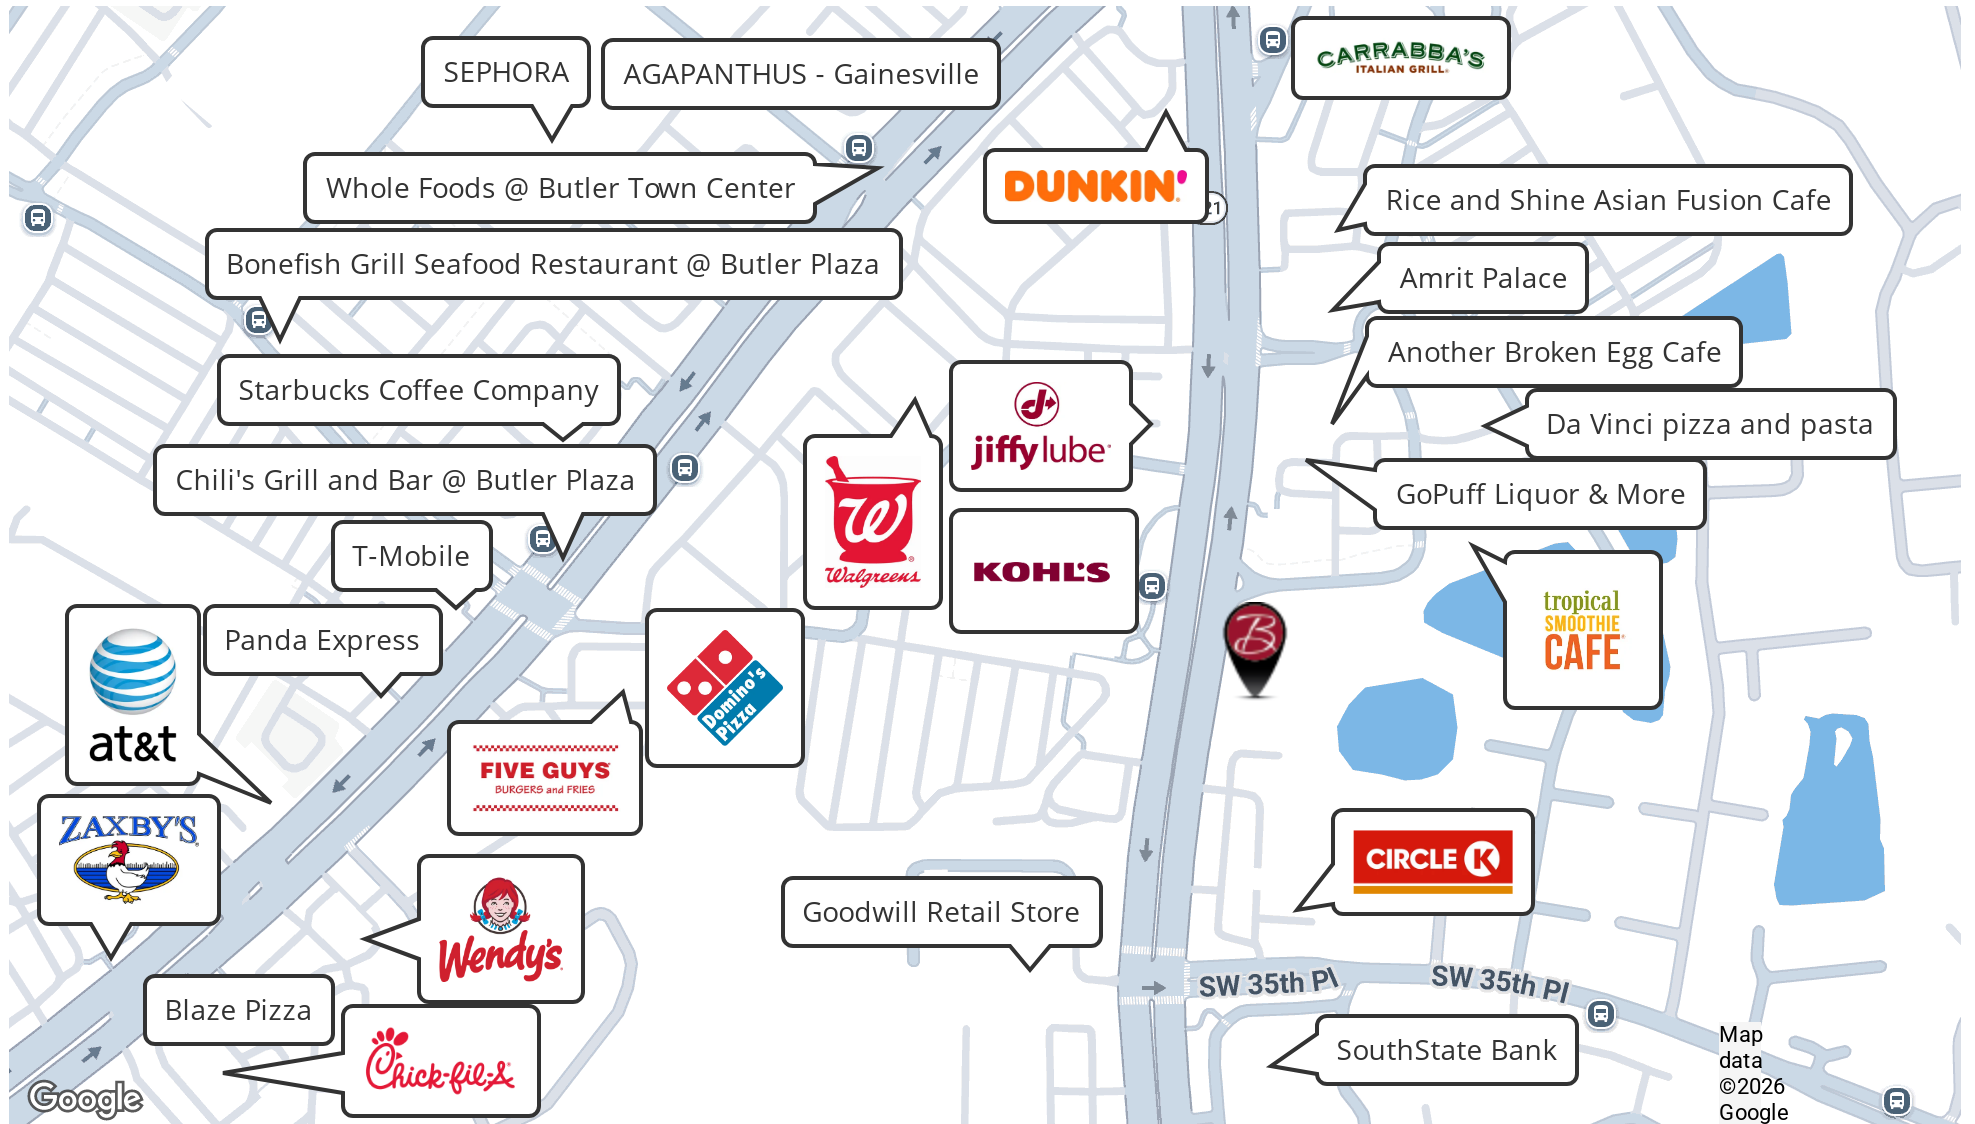 CARRABBA'S
ITALIAN GRILL
SEPHORA
AGAPANTHUS - Gainesville
Whole Foods @ Butler Town Center
DUNKIN'
21
Rice and Shine Asian Fusion Cafe
Bonefish Grill Seafood Restaurant @ Butler Plaza
Amrit Palace
Another Broken Egg Cafe
Starbucks Coffee Company
jiffy lube
Da Vinci pizza and pasta
Chili's Grill and Bar @ Butler Plaza
GoPuff Liquor & More
W
Walgreens
T-Mobile
KOHL'S
tropical
SMOOTHIE
CAFE
B
Panda Express
at&t
Domino's
Pizza
FIVE GUYS
BURGERS and FRIES
ZAXBY'S
CIRCLE K
Wendy's
Goodwill Retail Store
SW 35th Pl
SW 35th Pl
Blaze Pizza
Chick-fil-A
SouthState Bank
Map
data
©2026
Google
Google